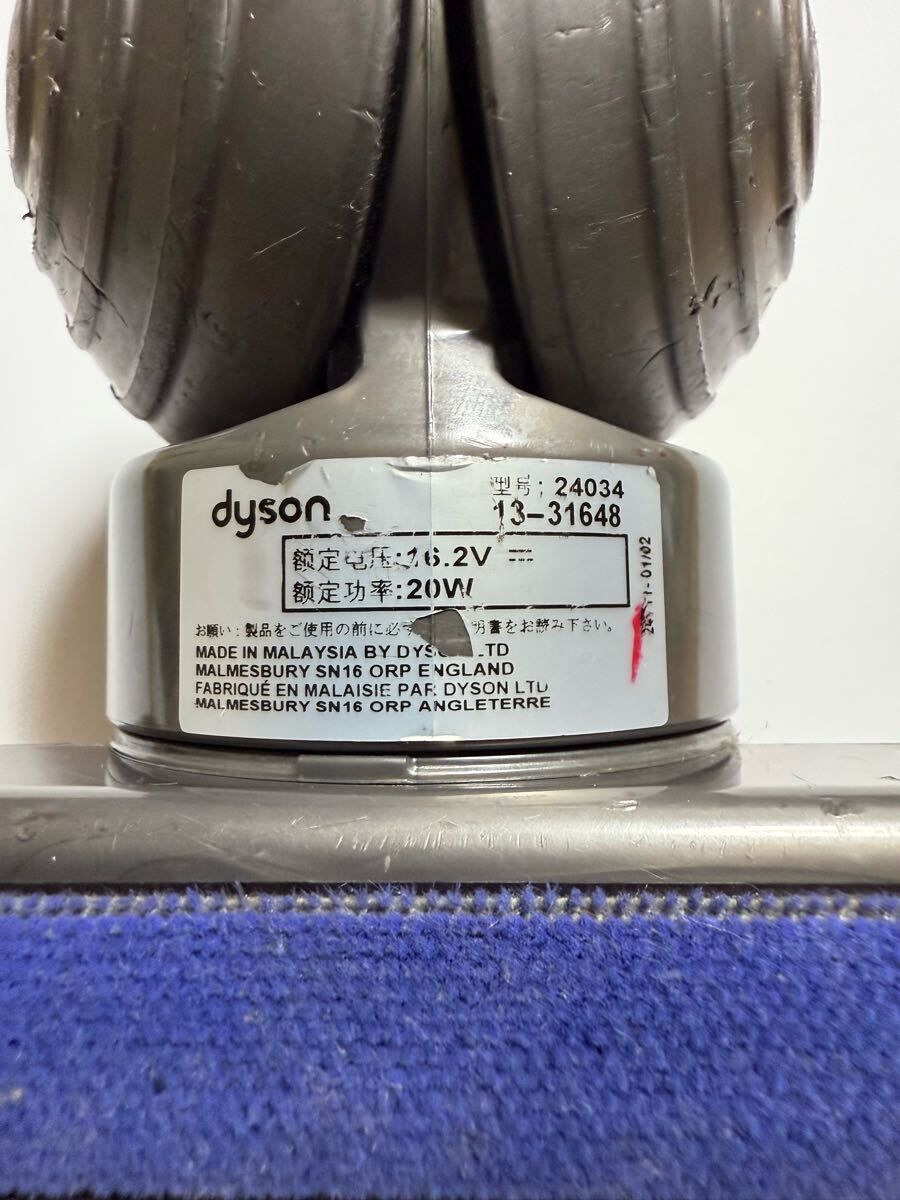 dyson
型号: 24034
13-31648
额定电压:16.2V
额定功率:20W
お願い:製品をご使用の前に必ず 明書をお読み下さい。
MADE IN MALAYSIA BY DYSON LTD
MALMESBURY SN16 ORP ENGLAND
FABRIQUÉ EN MALAISIE PAR DYSON LTD
MALMESBURY SN16 ORP ANGLETERRE
01/02